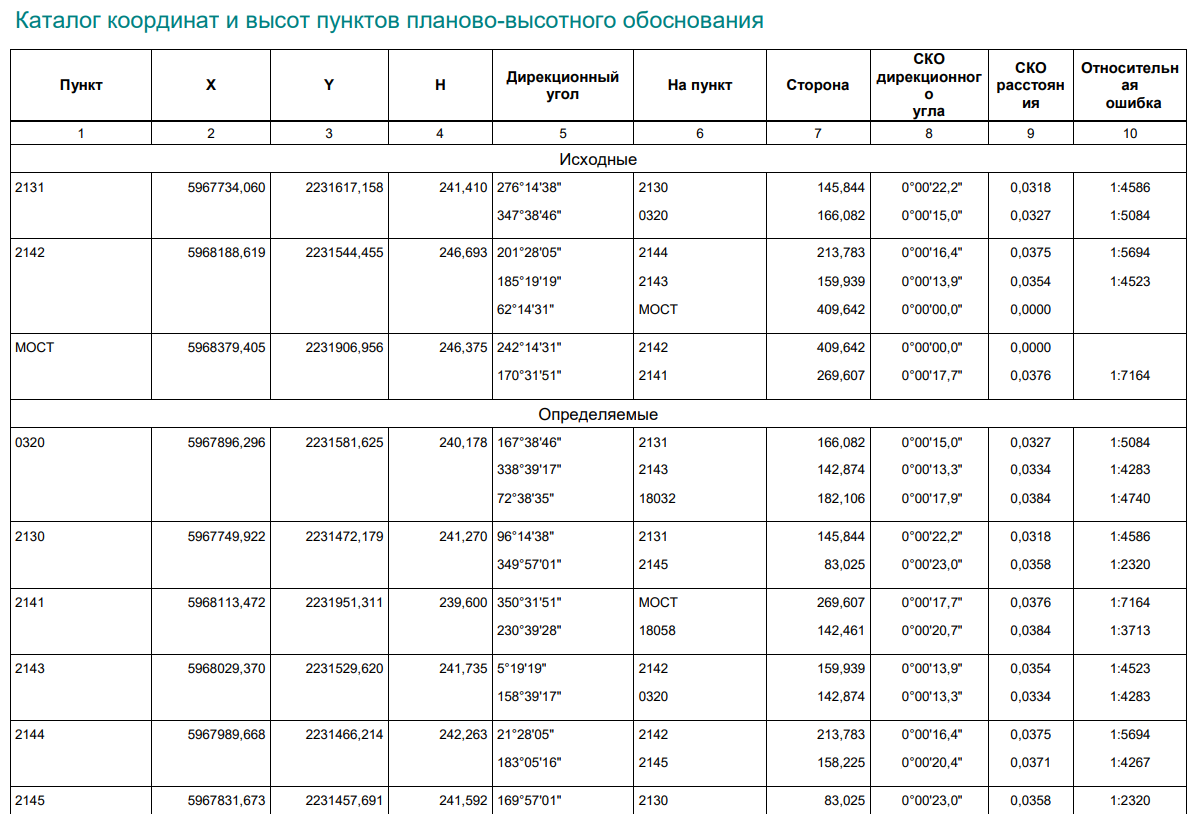 Каталог координат и высот пунктов планово-высотного обоснования
Пункт X Y H Дирекционный угол На пункт Сторона СКО дирекционног о угла СКО расстоян ия Относительн ая ошибка
1 2 3 4 5 6 7 8 9 10
Исходные
2131 5967734,060 2231617,158 241,410 276°14'38" 2130 145,844 0°00'22,2" 0,0318 1:4586
347°38'46" 0320 166,082 0°00'15,0" 0,0327 1:5084
2142 5968188,619 2231544,455 246,693 201°28'05" 2144 213,783 0°00'16,4" 0,0375 1:5694
185°19'19" 2143 159,939 0°00'13,9" 0,0354 1:4523
62°14'31" МОСТ 409,642 0°00'00,0" 0,0000
МОСТ 5968379,405 2231906,956 246,375 242°14'31" 2142 409,642 0°00'00,0" 0,0000
170°31'51" 2141 269,607 0°00'17,7" 0,0376 1:7164
Определяемые
0320 5967896,296 2231581,625 240,178 167°38'46" 2131 166,082 0°00'15,0" 0,0327 1:5084
338°39'17" 2143 142,874 0°00'13,3" 0,0334 1:4283
72°38'35" 18032 182,106 0°00'17,9" 0,0384 1:4740
2130 5967749,922 2231472,179 241,270 96°14'38" 2131 145,844 0°00'22,2" 0,0318 1:4586
349°57'01" 2145 83,025 0°00'23,0" 0,0358 1:2320
2141 5968113,472 2231951,311 239,600 350°31'51" МОСТ 269,607 0°00'17,7" 0,0376 1:7164
230°39'28" 18058 142,461 0°00'20,7" 0,0384 1:3713
2143 5968029,370 2231529,620 241,735 5°19'19" 2142 159,939 0°00'13,9" 0,0354 1:4523
158°39'17" 0320 142,874 0°00'13,3" 0,0334 1:4283
2144 5967989,668 2231466,214 242,263 21°28'05" 2142 213,783 0°00'16,4" 0,0375 1:5694
183°05'16" 2145 158,225 0°00'20,4" 0,0371 1:4267
2145 5967831,673 2231457,691 241,592 169°57'01" 2130 83,025 0°00'23,0" 0,0358 1:2320